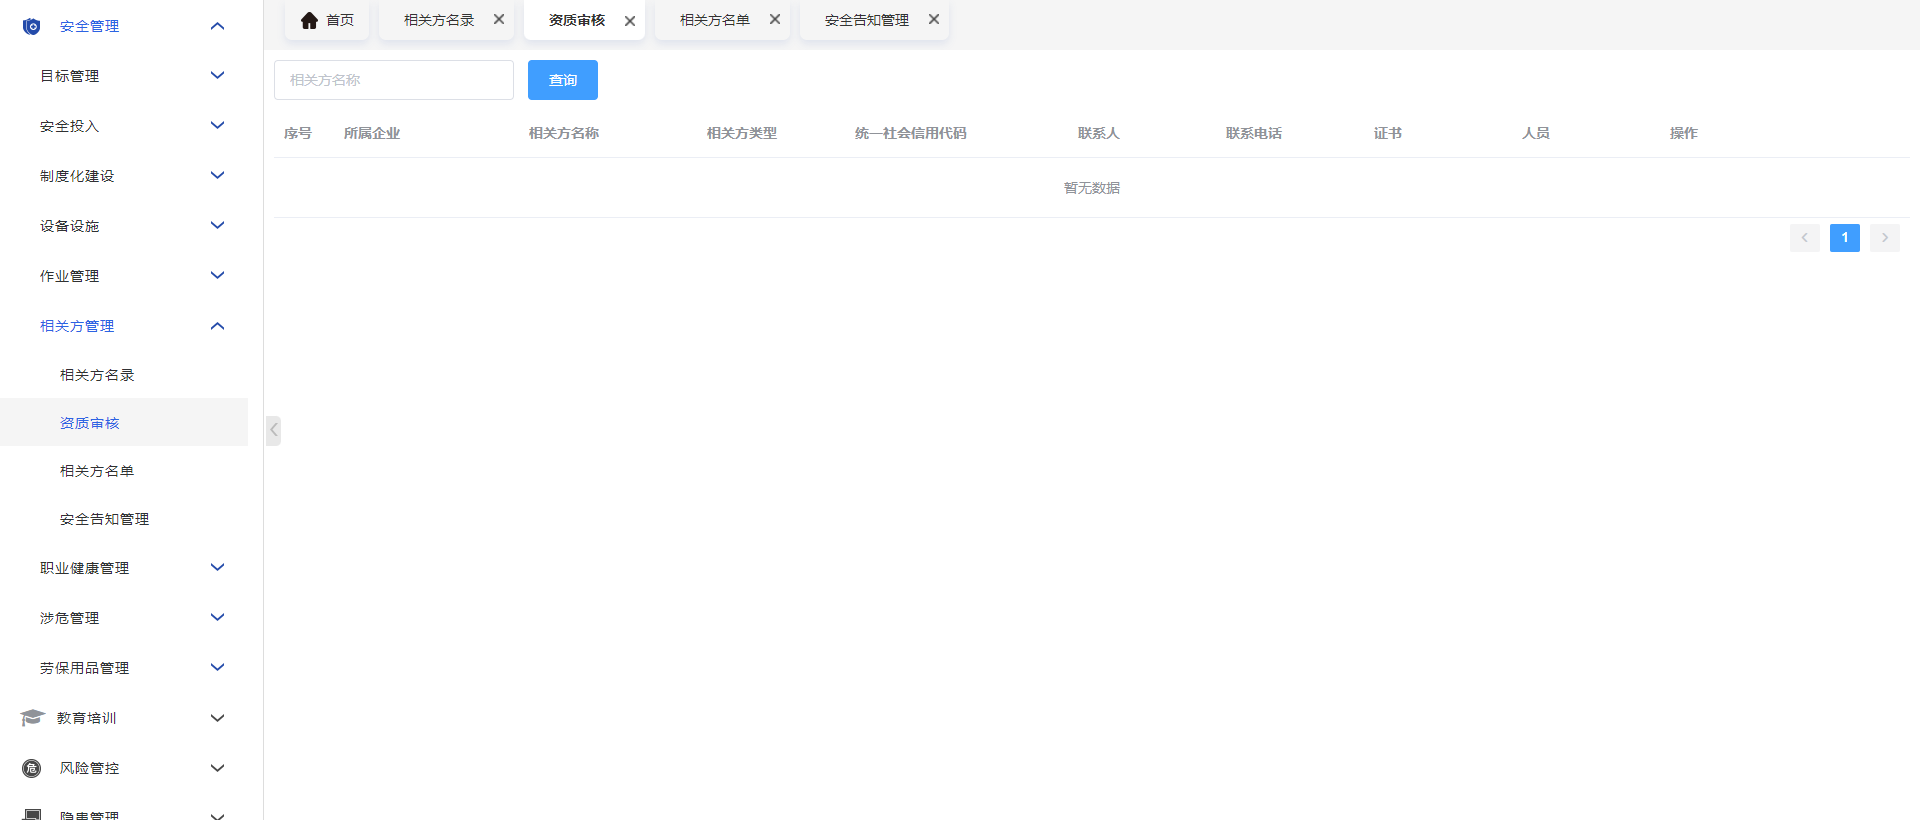 安全管理
目标管理
安全投入
制度化建设
设备设施
作业管理
相关方管理
相关方名录
资质审核
相关方名单
安全告知管理
职业健康管理
涉危管理
劳保用品管理
教育培训
危 风险管控
隐患管理
首页 相关方名录 资质审核 相关方名单 安全告知管理
相关方名称 查询
序号 所属企业 相关方名称 相关方类型 统一社会信用代码 联系人 联系电话 证书 人员 操作
暂无数据
1